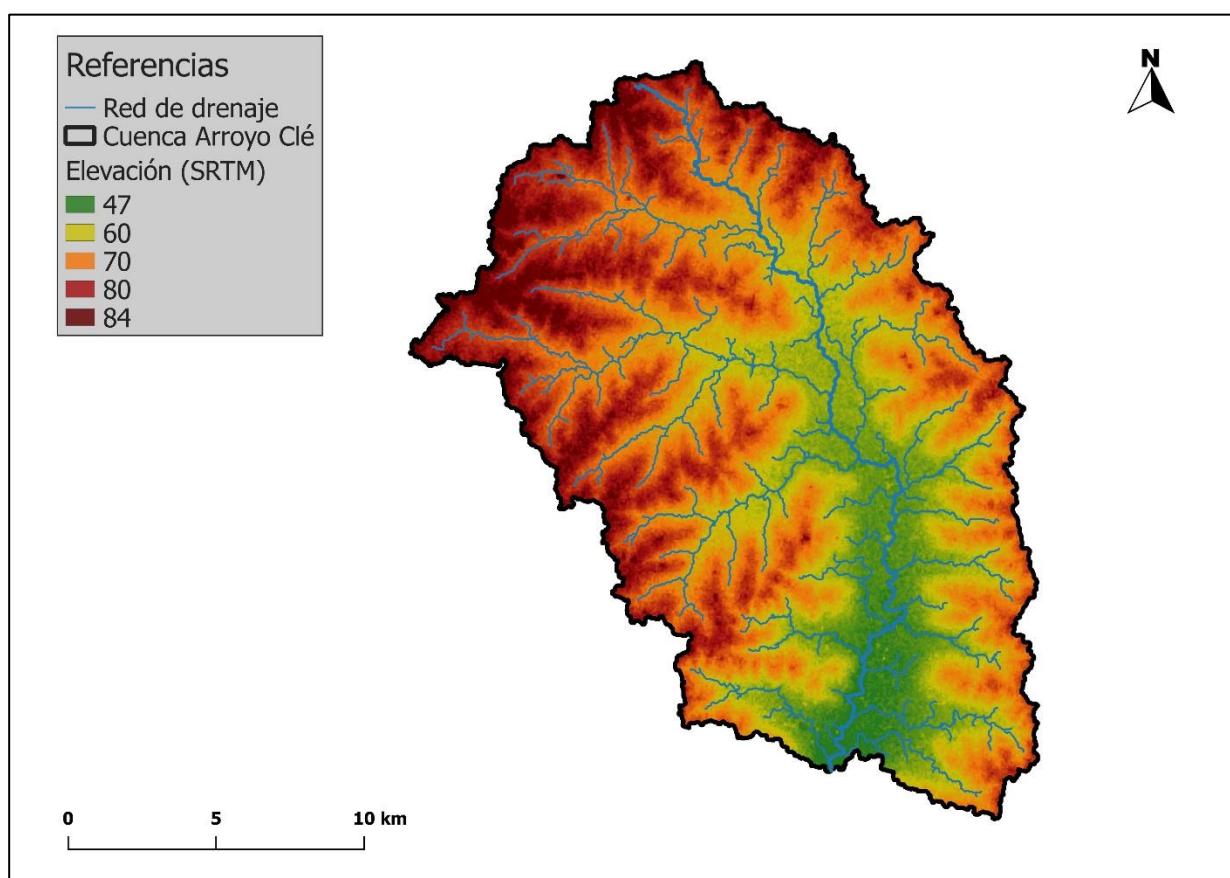 Referencias
Red de drenaje
Cuenca Arroyo Clé
Elevación (SRTM)
47
60
70
80
84
N
0 5 10 km